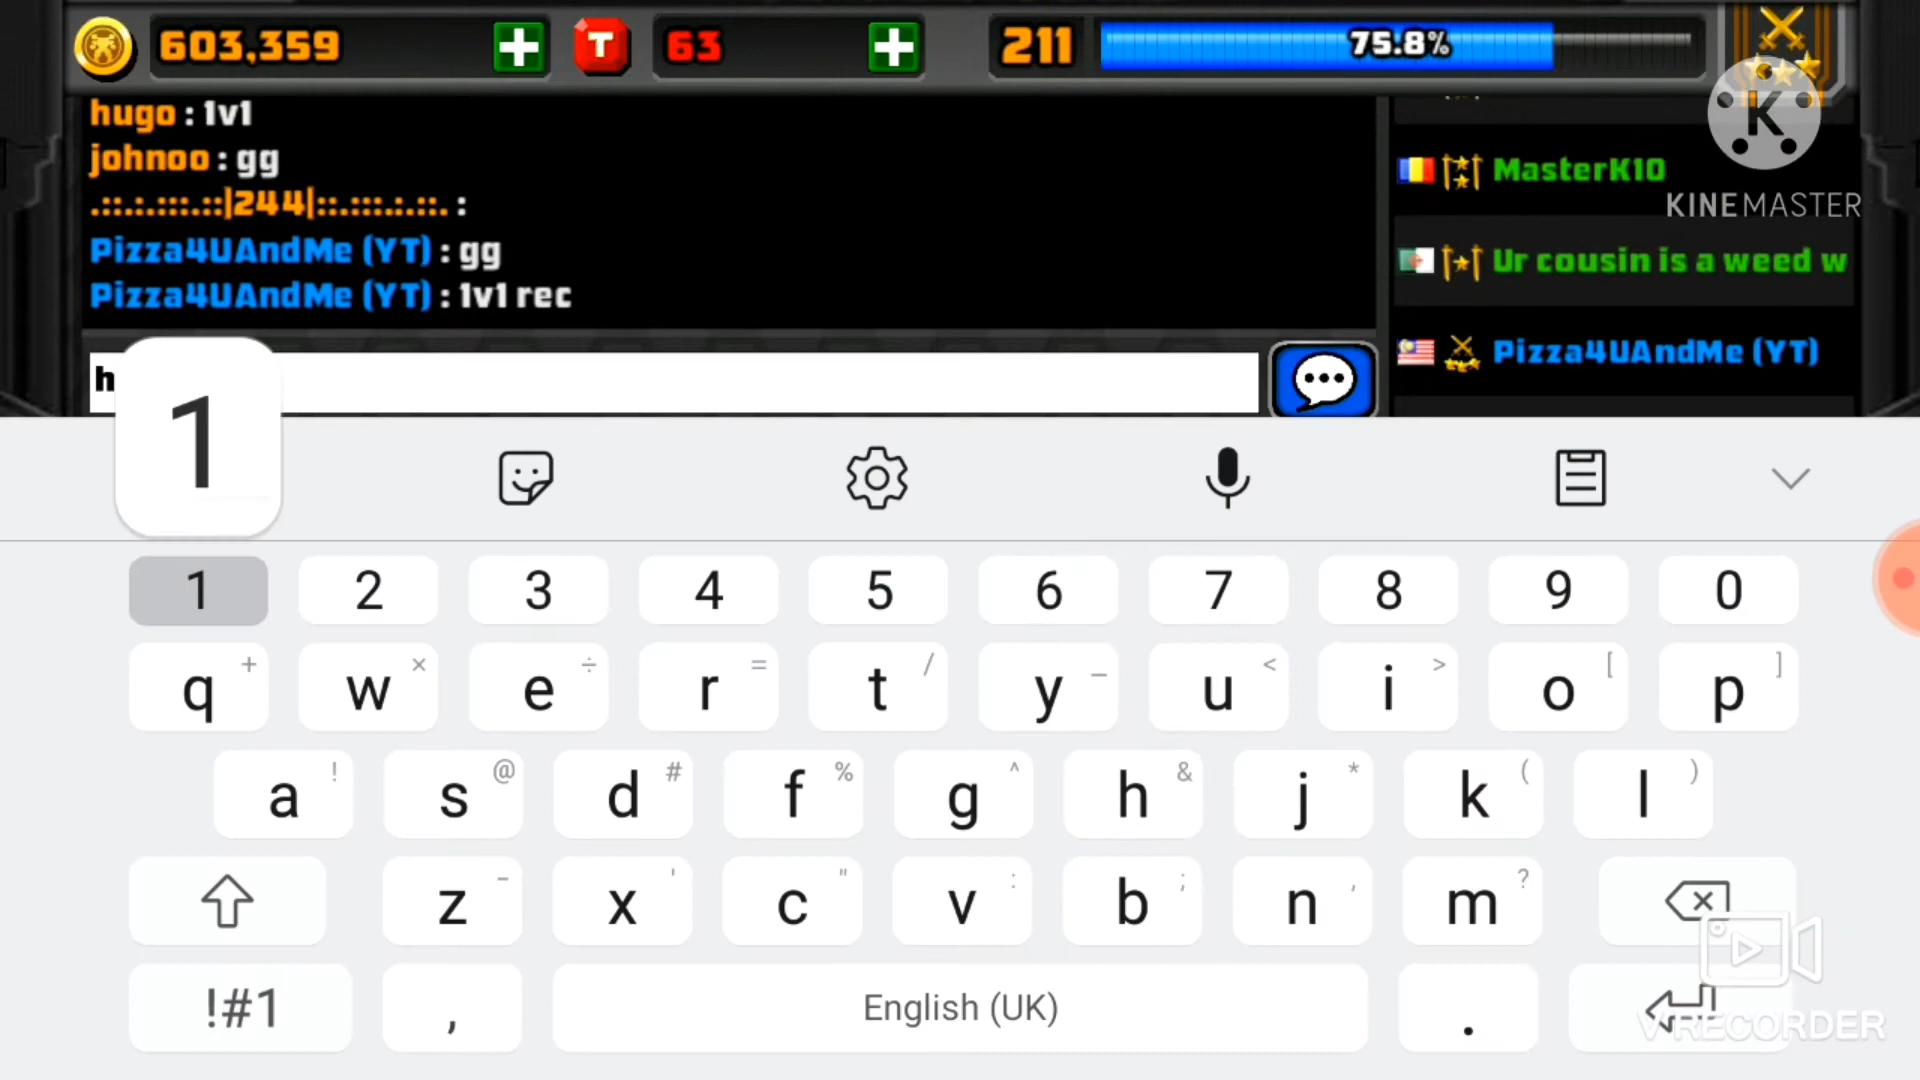 603,359
T 63
211 75.8%
K
KINEMASTER
hugo : 1v1
johnoo : gg
.::.:.:::.::|244|::.:::.:.::. :
Pizza4UAndMe (YT) : gg
Pizza4UAndMe (YT) : 1v1 rec
MasterK10
Ur cousin is a weed w
Pizza4UAndMe (YT)
h
1
1 2 3 4 5 6 7 8 9 0
q + w × e ÷ r = t / y _ u < i > o [ p ]
a ! s @ d # f % g ^ h & j * k ( l )
z - x ' c " v : b ; n , m ?
!#1 , English (UK) .
VRECORDER